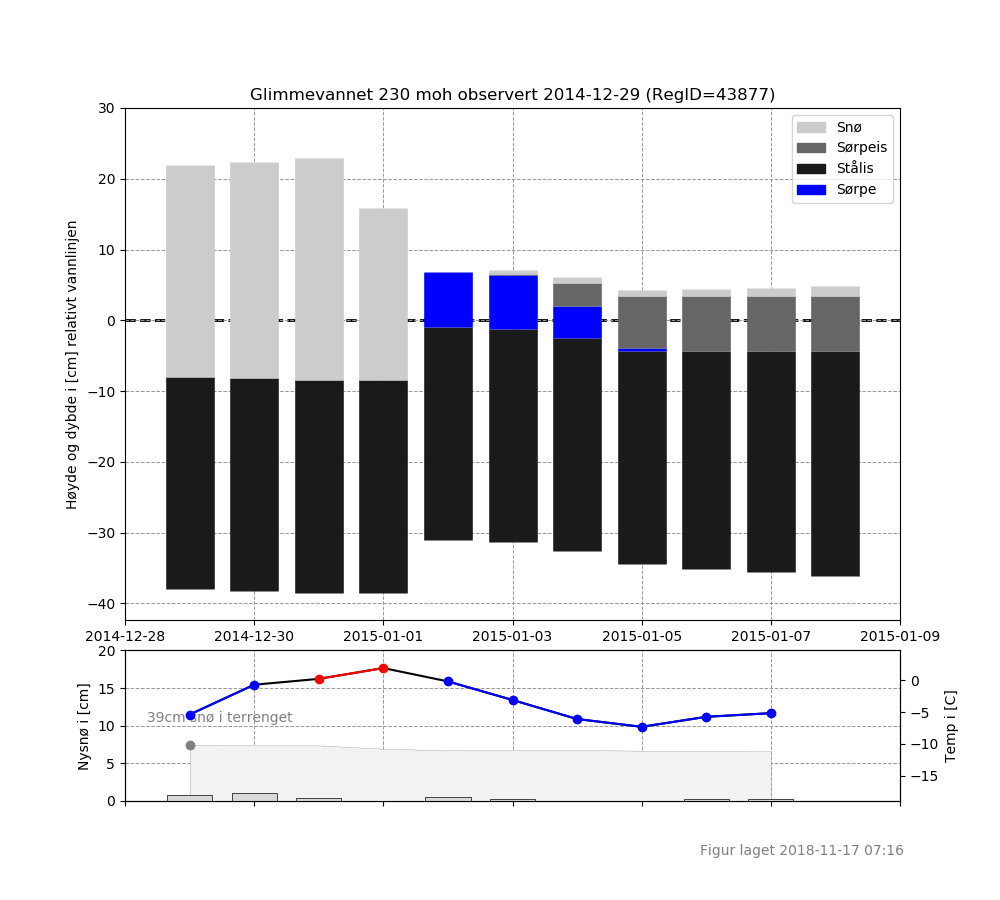 Glimmevannet 230 moh observert 2014-12-29 (RegID=43877)
Høyde og dybde i [cm] relativt vannlinjen
30
20
10
0
−10
−20
−30
−40
Snø
Sørpeis
Stålis
Sørpe
2014-12-28 2014-12-30 2015-01-01 2015-01-03 2015-01-05 2015-01-07 2015-01-09
Nysnø i [cm]
20
15
10
5
0
39cm snø i terrenget
0
−5
−10
−15
Temp i [C]
Figur laget 2018-11-17 07:16